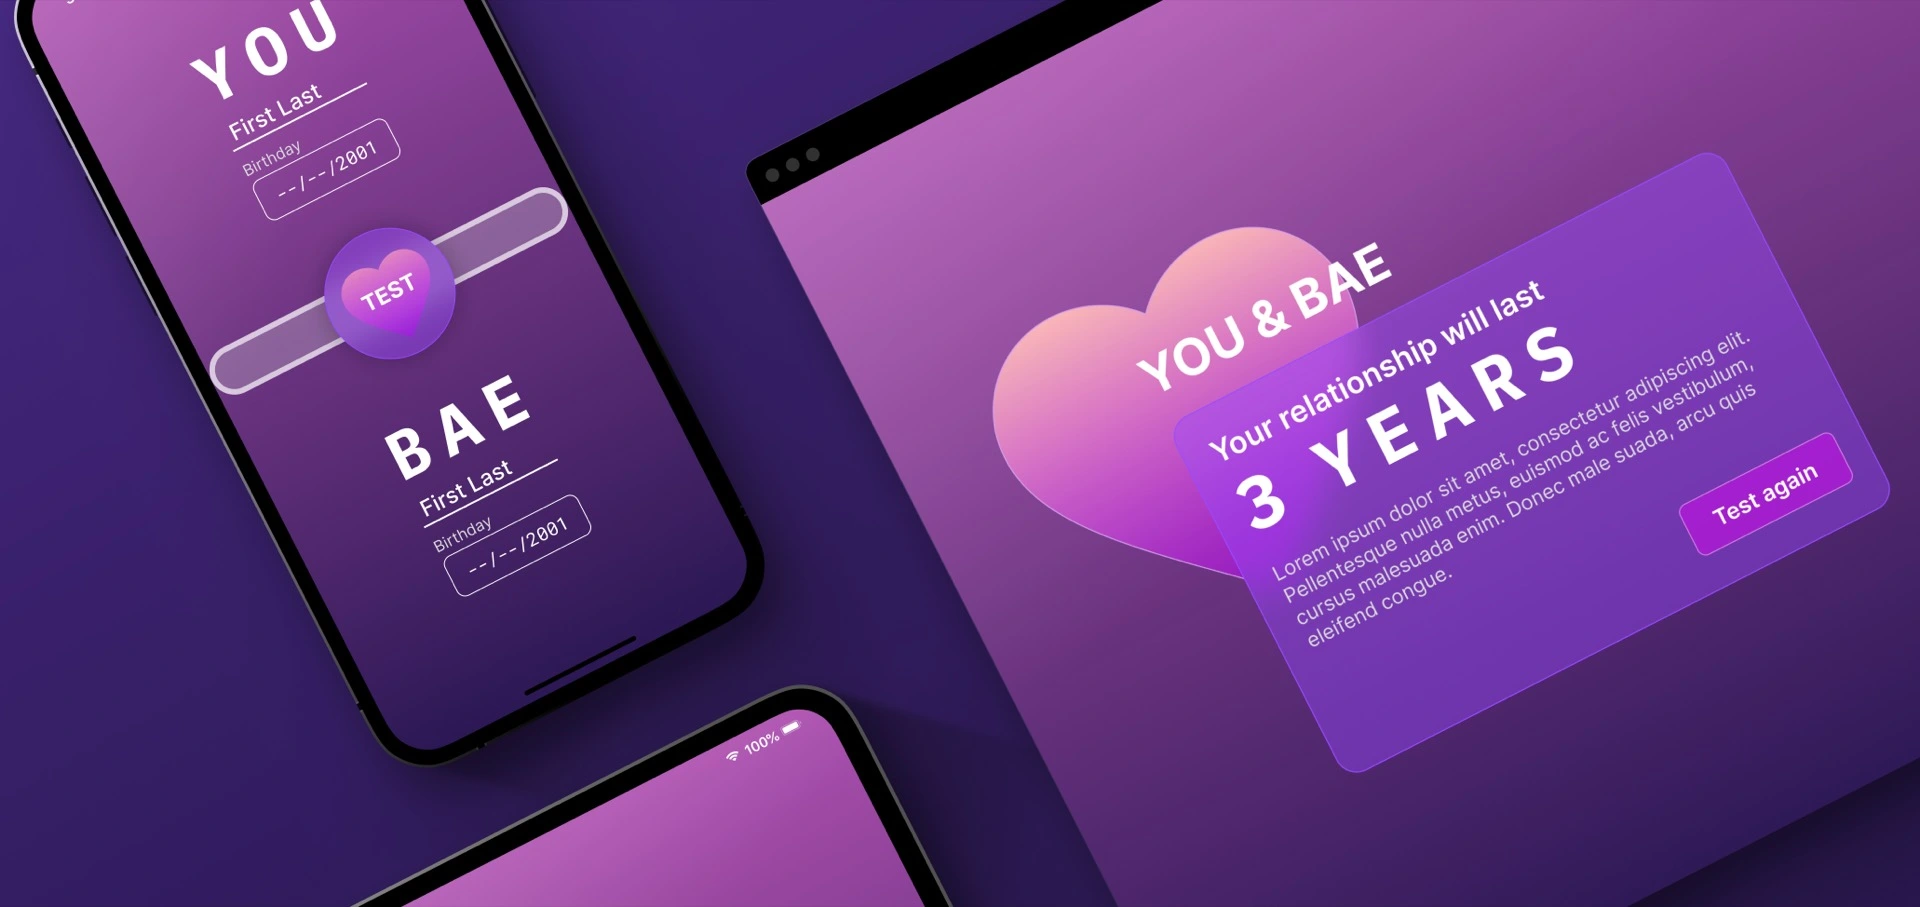 YOU
First Last
Birthday
--/--/2001
TEST
BAE
First Last
Birthday
--/--/2001
100%
YOU & BAE
Your relationship will last
3 YEARS
Lorem ipsum dolor sit amet, consectetur adipiscing elit.
Pellentesque nulla metus, euismod ac felis vestibulum,
cursus malesuada enim. Donec male suada, arcu quis
eleifend congue.
Test again